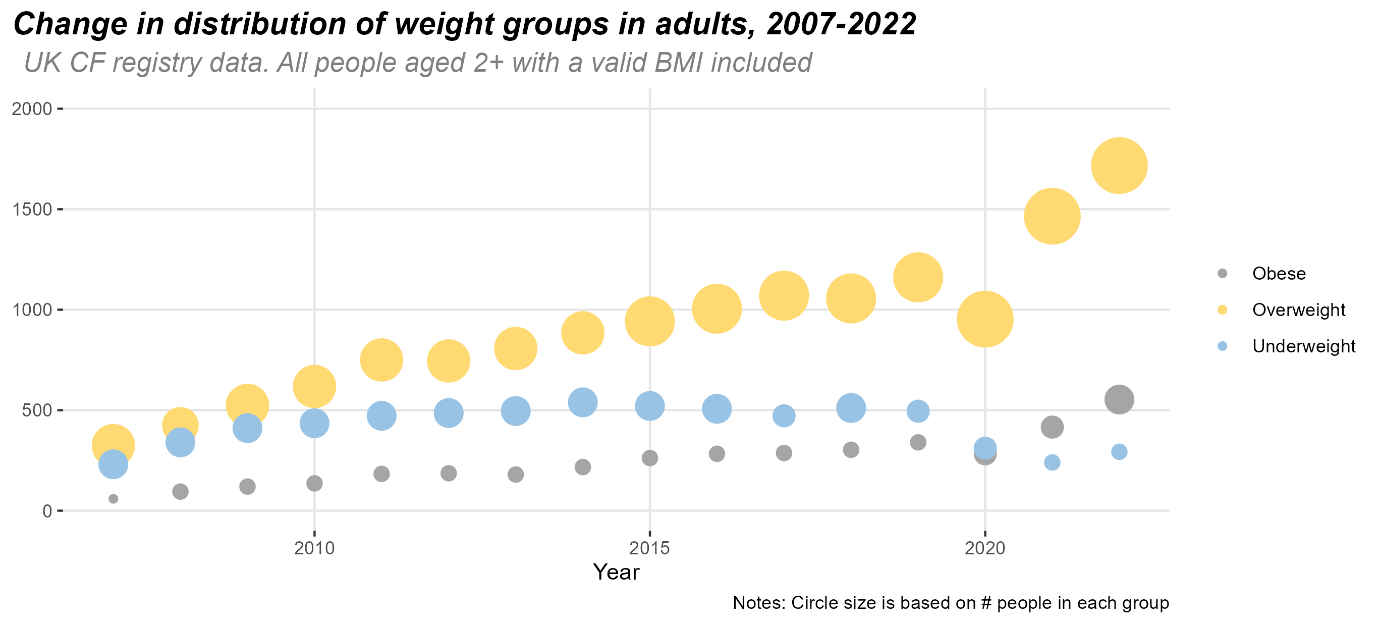 Change in distribution of weight groups in adults, 2007-2022
UK CF registry data. All people aged 2+ with a valid BMI included
2000
1500
1000
500
0
Obese
Overweight
Underweight
2010 2015 2020
Year
Notes: Circle size is based on # people in each group